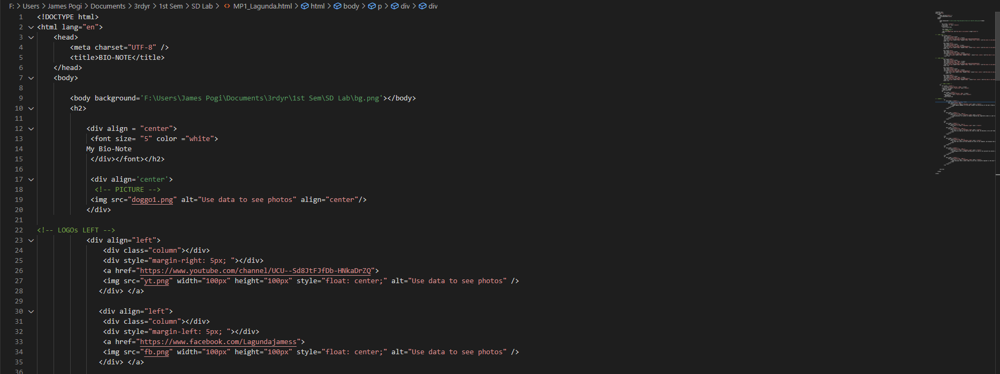 F: > Users > James Pogi > Documents > 3rdyr > 1st Sem > SD Lab > MP1_Lagunda.html > html > body > p > div > div
1 <!DOCTYPE html>
2 <html lang="en">
3 <head>
4 <meta charset="UTF-8" />
5 <title>BIO-NOTE</title>
6 </head>
7 <body>
8
9 <body background='F:\Users\James Pogi\Documents\3rdyr\1st Sem\SD Lab\bg.png'></body>
10 <h2>
11
12 <div align = "center">
13 <font size= "5" color ="white">
14 My Bio-Note
15 </div></font></h2>
16
17 <div align='center'>
18 <!-- PICTURE -->
19 <img src="doggo1.png" alt="Use data to see photos" align="center"/>
20 </div>
21
22 <!-- LOGOs LEFT -->
23 <div align="left">
24 <div class="column"></div>
25 <div style="margin-right: 5px; "></div>
26 <a href="https://www.youtube.com/channel/UCU--Sd8JtFJfDb-HNkaDrZQ">
27 <img src="yt.png" width="100px" height="100px" style="float: center;" alt="Use data to see photos" />
28 </div> </a>
29
30 <div align="left">
31 <div class="column"></div>
32 <div style="margin-left: 5px; "></div>
33 <a href="https://www.facebook.com/Lagundajamess">
34 <img src="fb.png" width="100px" height="100px" style="float: center;" alt="Use data to see photos" />
35 </div> </a>
36